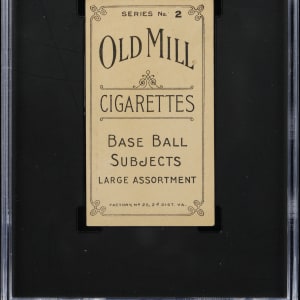 SERIES No. 2
OLD MILL
CIGARETTES
BASE BALL
SUBJECTS
LARGE ASSORTMENT
FACTORY, No 25, 2nd DIST. VA.